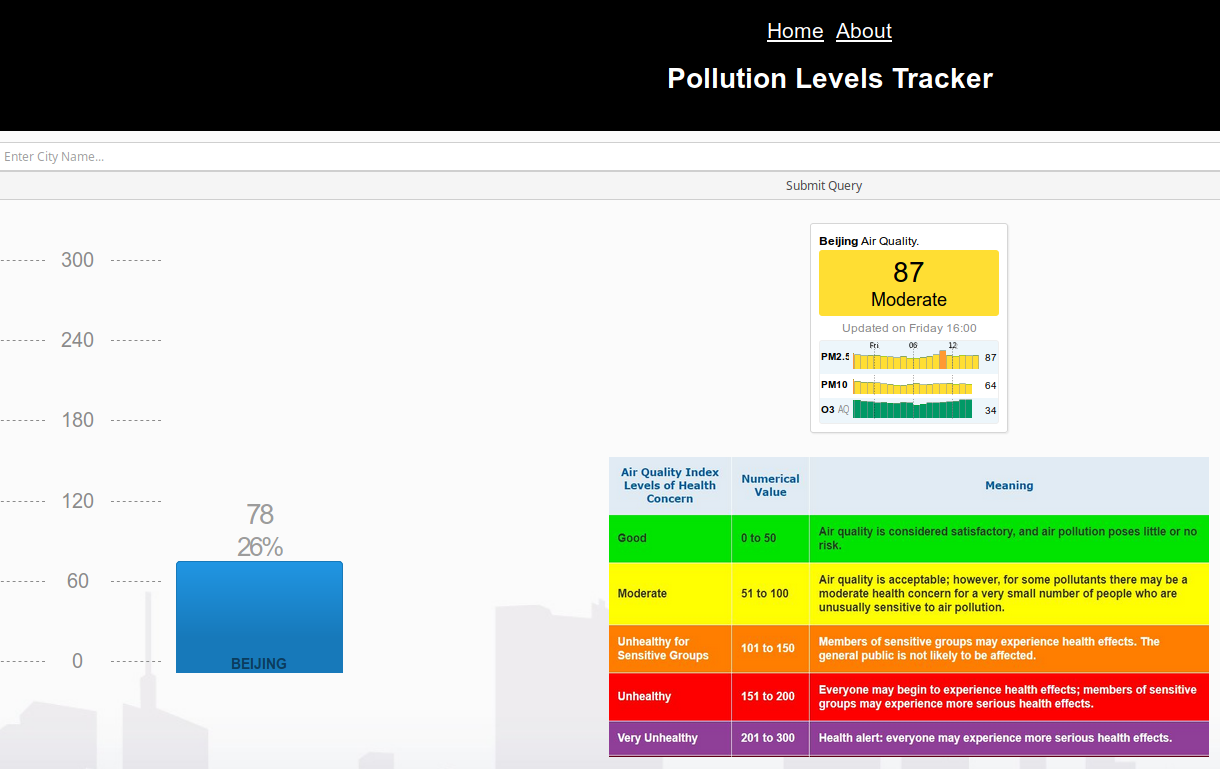 Home About
Pollution Levels Tracker
Enter City Name...
Submit Query
300
240
180
120
60
0
78
26%
BEIJING
Beijing Air Quality.
87
Moderate
Updated on Friday 16:00
Fri 06 12
PM2.5 87
PM10 64
O3 AQ 34
Air Quality Index
Levels of Health
Concern
Numerical
Value
Meaning
Good
0 to 50
Air quality is considered satisfactory, and air pollution poses little or no
risk.
Moderate
51 to 100
Air quality is acceptable; however, for some pollutants there may be a
moderate health concern for a very small number of people who are
unusually sensitive to air pollution.
Unhealthy for
Sensitive Groups
101 to 150
Members of sensitive groups may experience health effects. The
general public is not likely to be affected.
Unhealthy
151 to 200
Everyone may begin to experience health effects; members of sensitive
groups may experience more serious health effects.
Very Unhealthy
201 to 300
Health alert: everyone may experience more serious health effects.